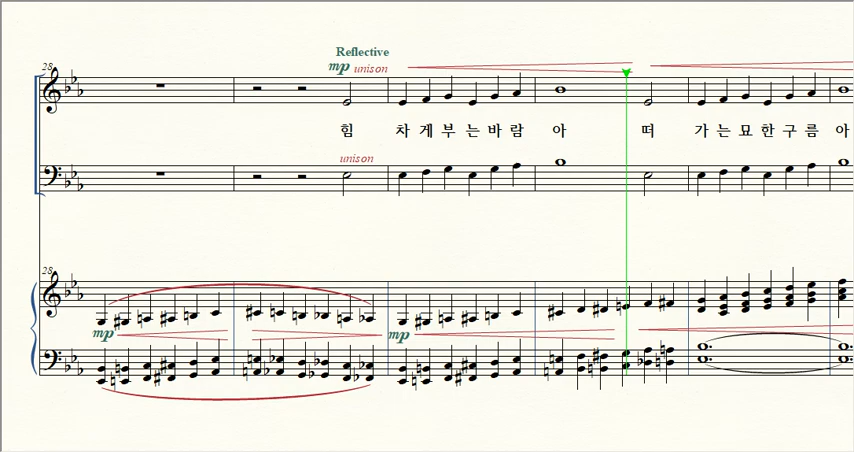 Reflective
28 mp unison
힘 차 게 부 는 바 람 아 떠 가 는 묘 한 구 름 아
unison
28
mp mp